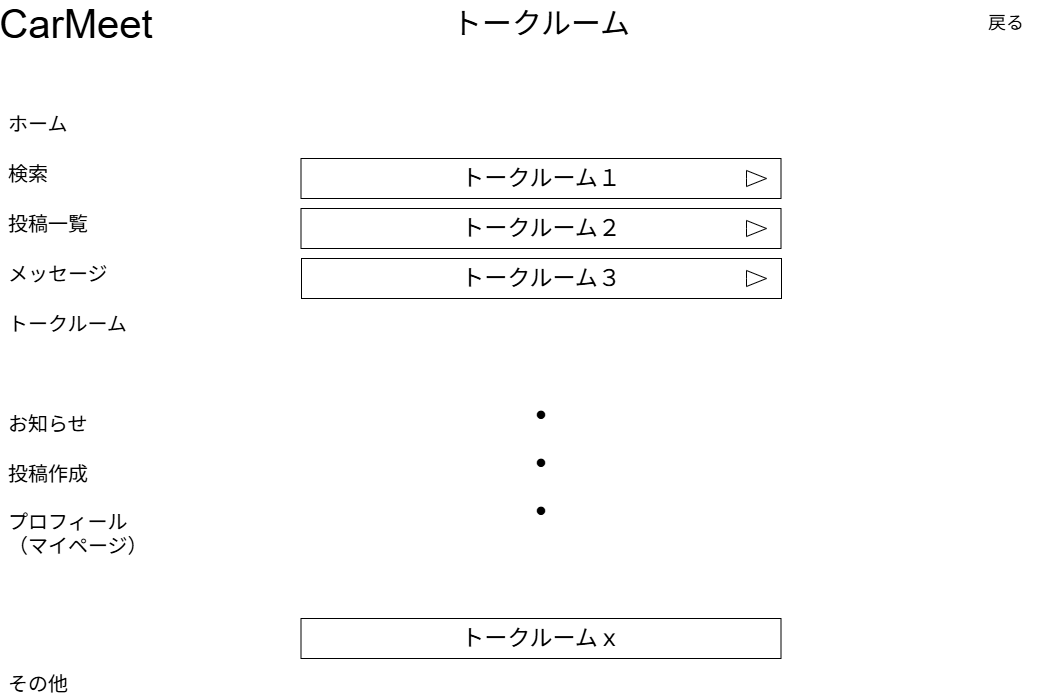 CarMeet
トークルーム
戻る
ホーム
検索
投稿一覧
メッセージ
トークルーム
お知らせ
投稿作成
プロフィール
（マイページ）
その他
トークルーム１
トークルーム２
トークルーム３
・
・
・
トークルームｘ